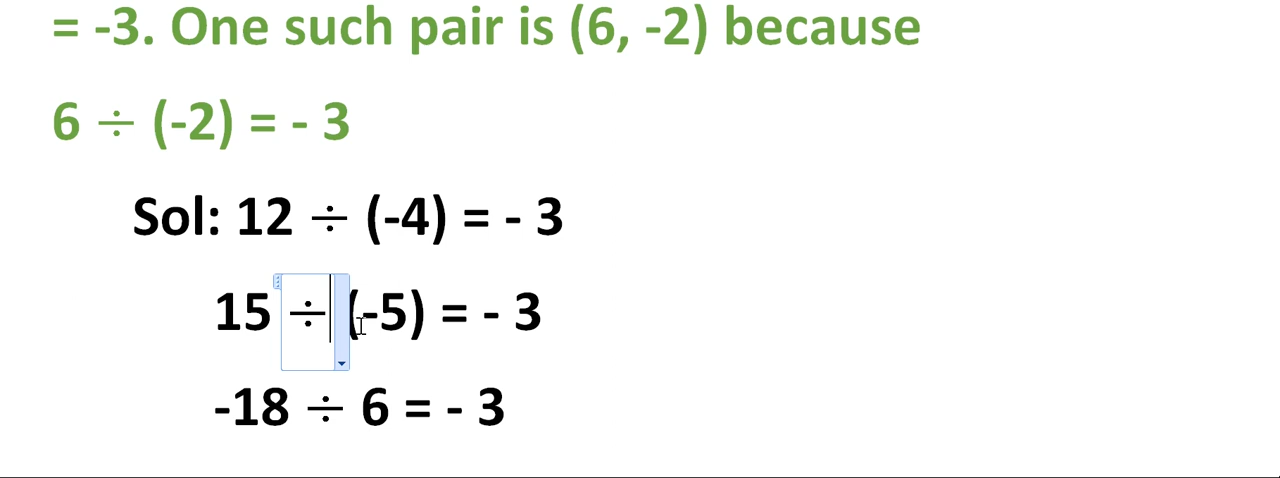 = -3. One such pair is (6, -2) because
6 ÷ (-2) = - 3
Sol: 12 ÷ (-4) = - 3
15 ÷ (-5) = - 3
-18 ÷ 6 = - 3